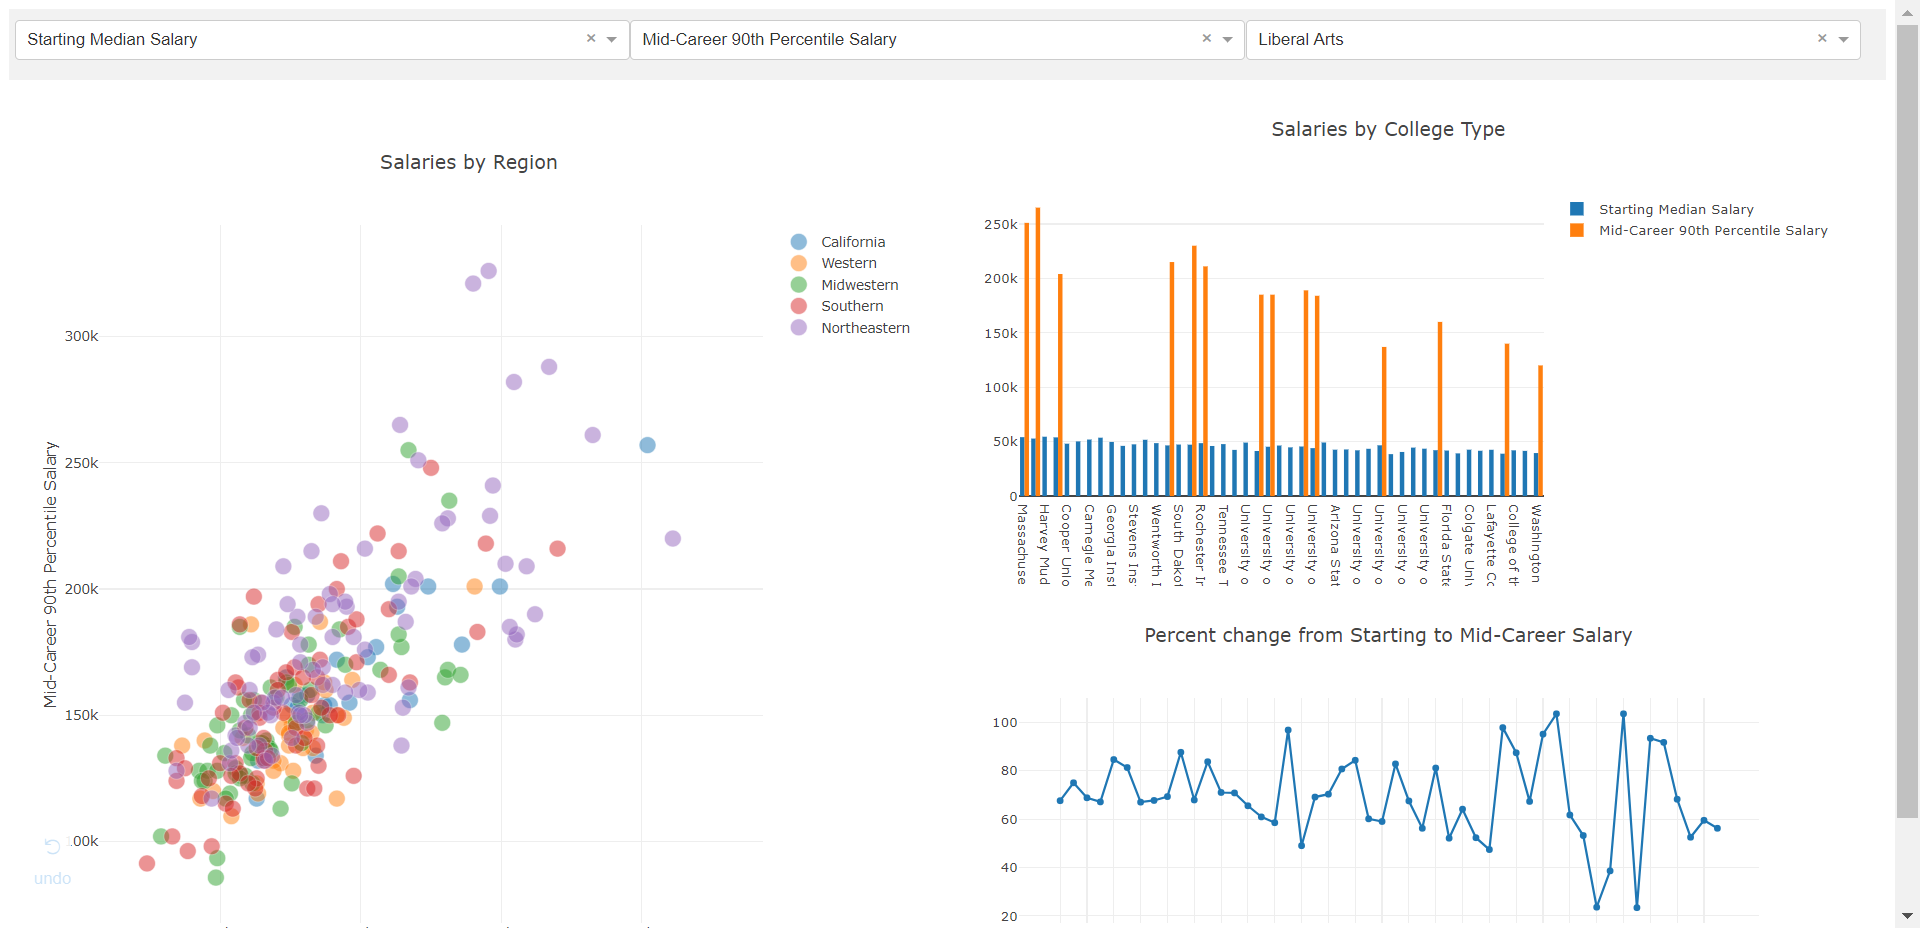 Starting Median Salary × Mid-Career 90th Percentile Salary × Liberal Arts ×
Salaries by Region
California
Western
Midwestern
Southern
Northeastern
Mid-Career 90th Percentile Salary
300k
250k
200k
150k
100k
undo
Salaries by College Type
Starting Median Salary
Mid-Career 90th Percentile Salary
250k
200k
150k
100k
50k
0
Massachuse
Harvey Mud
Cooper Unio
Carnegie Me
Georgia Inst
Stevens Ins
Wentworth I
South Dakot
Rochester In
Tennessee T
University o
University o
University o
University o
Arizona Stat
University o
University o
University o
University o
Florida State
Colgate Univ
Lafayette Co
College of th
Washington
Percent change from Starting to Mid-Career Salary
100
80
60
40
20